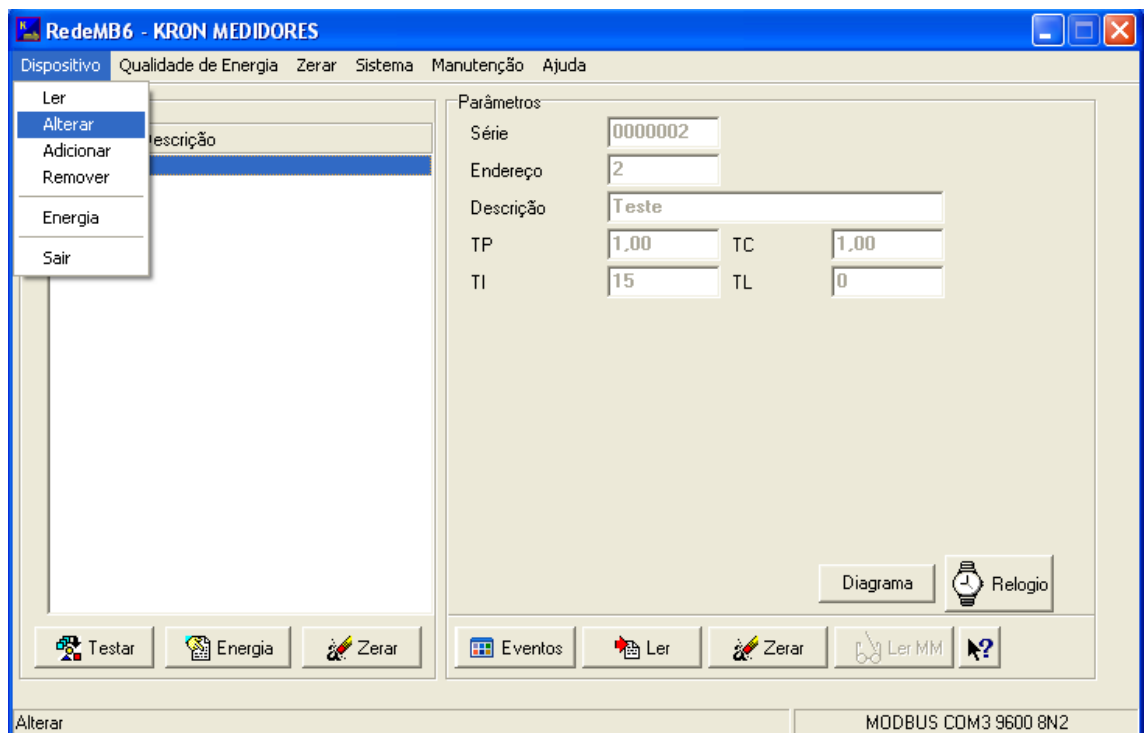 RedeMB6 - KRON MEDIDORES
Dispositivo Qualidade de Energia Zerar Sistema Manutenção Ajuda
Ler
Alterar
Adicionar
Remover
Energia
Sair
escrição
Parâmetros
Série 0000002
Endereço 2
Descrição Teste
TP 1,00 TC 1,00
TI 15 TL 0
Diagrama Relogio
Testar Energia Zerar Eventos Ler Zerar Ler MM ?
Alterar MODBUS COM3 9600 8N2